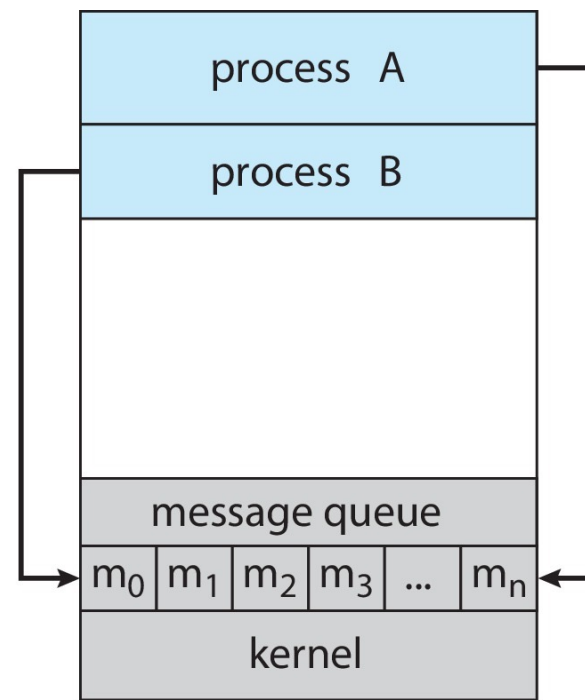 process A
process B
message queue
m₀ m₁ m₂ m₃ ... mₙ
kernel